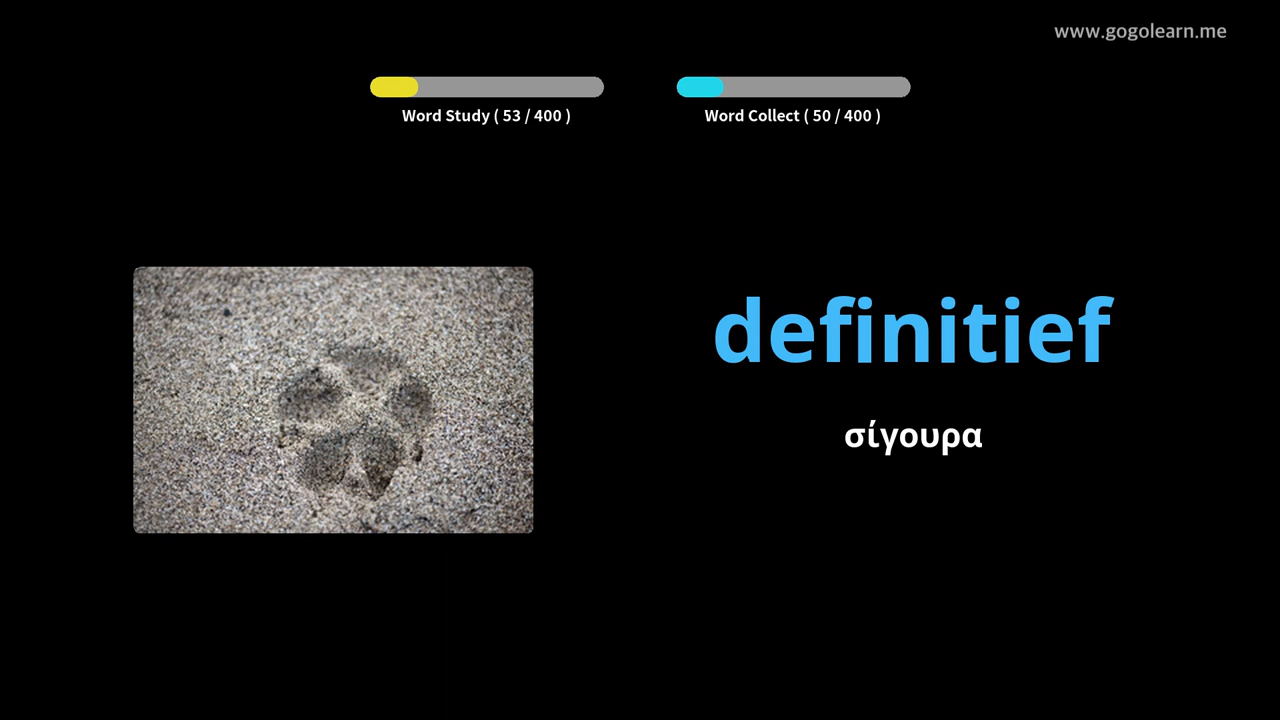 www.gogolearn.me
Word Study ( 53 / 400 )
Word Collect ( 50 / 400 )
definitief
σίγουρα